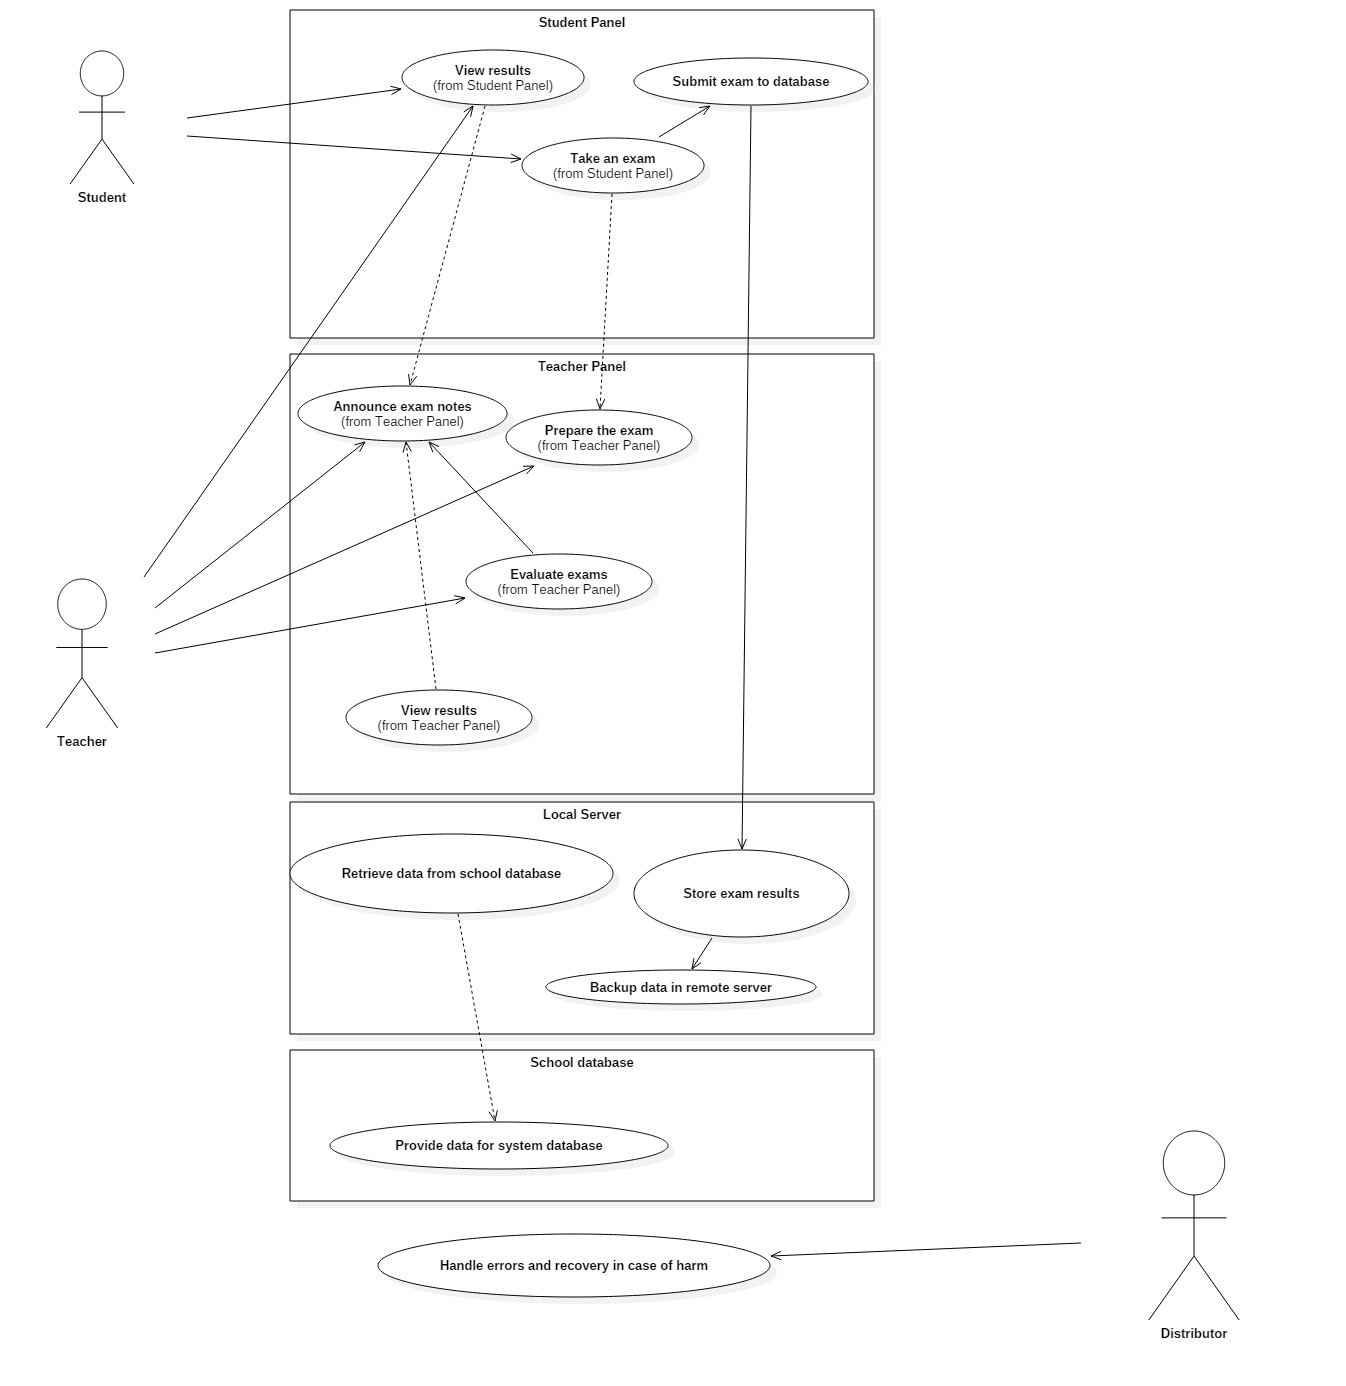 Student Panel
View results
(from Student Panel)
Submit exam to database
Take an exam
(from Student Panel)
Student
Teacher Panel
Announce exam notes
(from Teacher Panel)
Prepare the exam
(from Teacher Panel)
Evaluate exams
(from Teacher Panel)
View results
(from Teacher Panel)
Teacher
Local Server
Retrieve data from school database
Store exam results
Backup data in remote server
School database
Provide data for system database
Handle errors and recovery in case of harm
Distributor